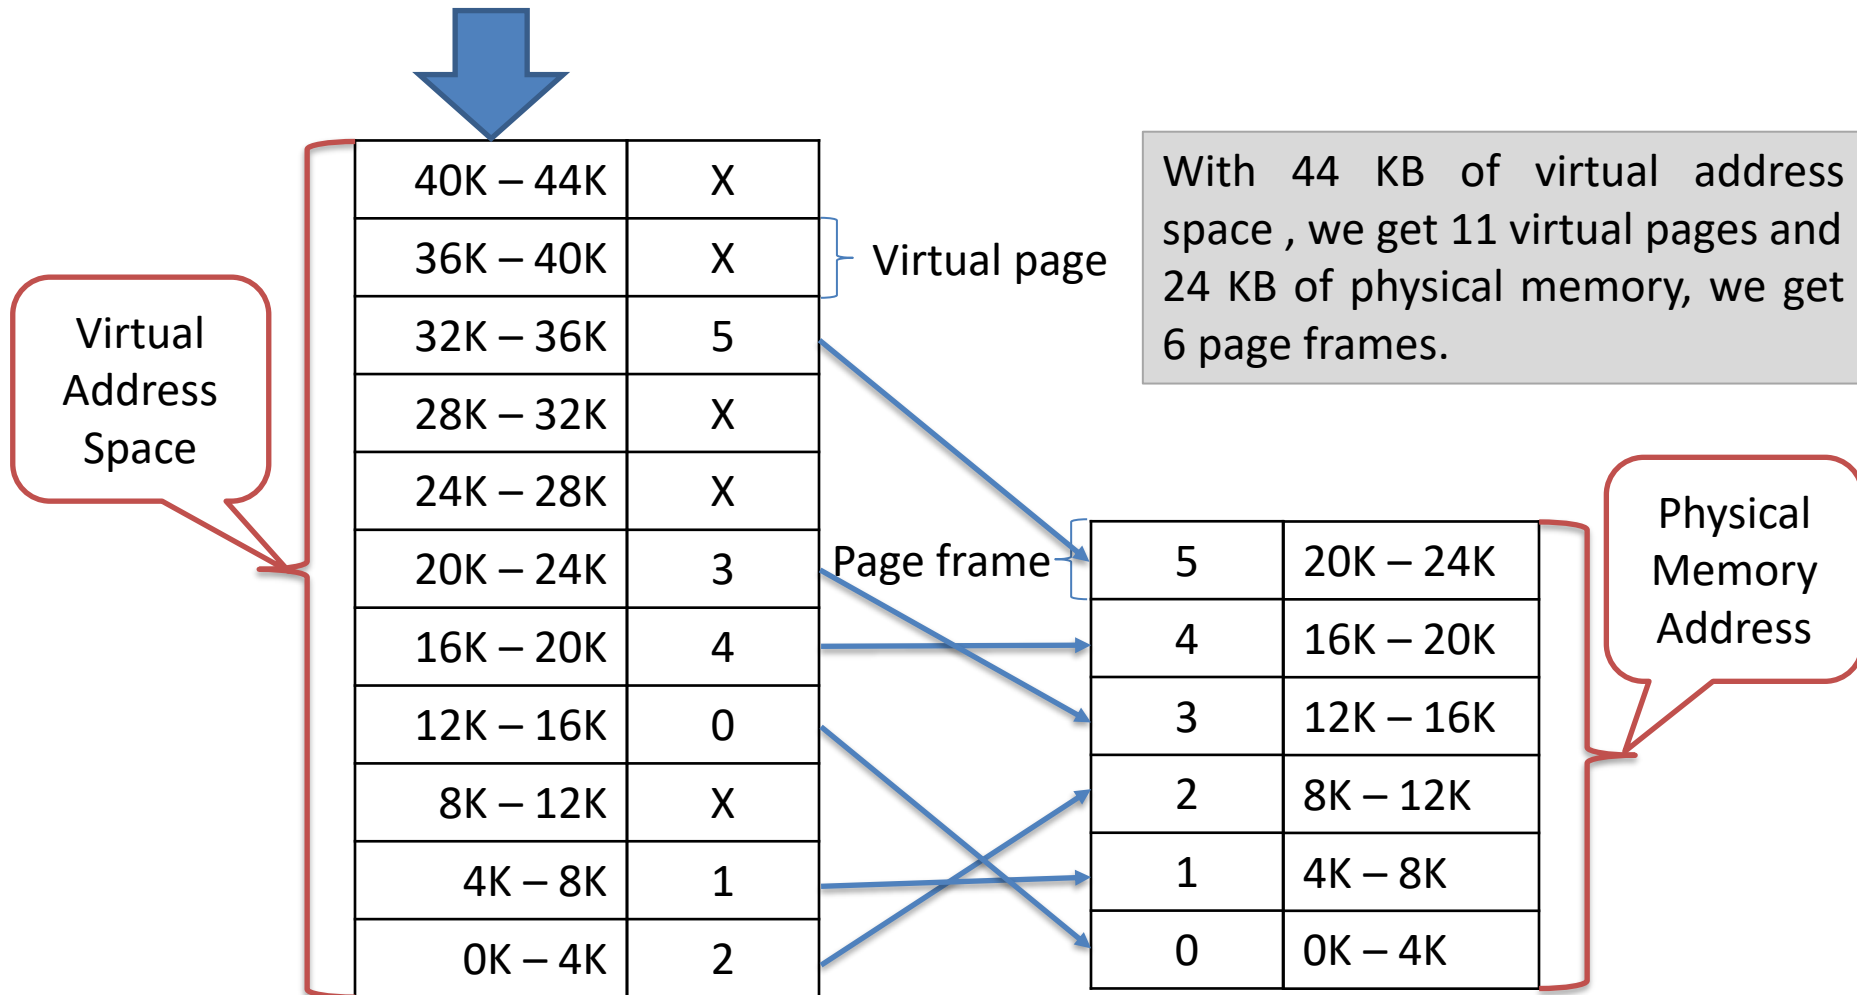 With 44 KB of virtual address
space , we get 11 virtual pages and
24 KB of physical memory, we get
6 page frames.
Virtual
Address
Space
40K – 44K X
36K – 40K X
32K – 36K 5
28K – 32K X
24K – 28K X
20K – 24K 3
16K – 20K 4
12K – 16K 0
8K – 12K X
4K – 8K 1
0K – 4K 2
Virtual page
Page frame
5 20K – 24K
4 16K – 20K
3 12K – 16K
2 8K – 12K
1 4K – 8K
0 0K – 4K
Physical
Memory
Address